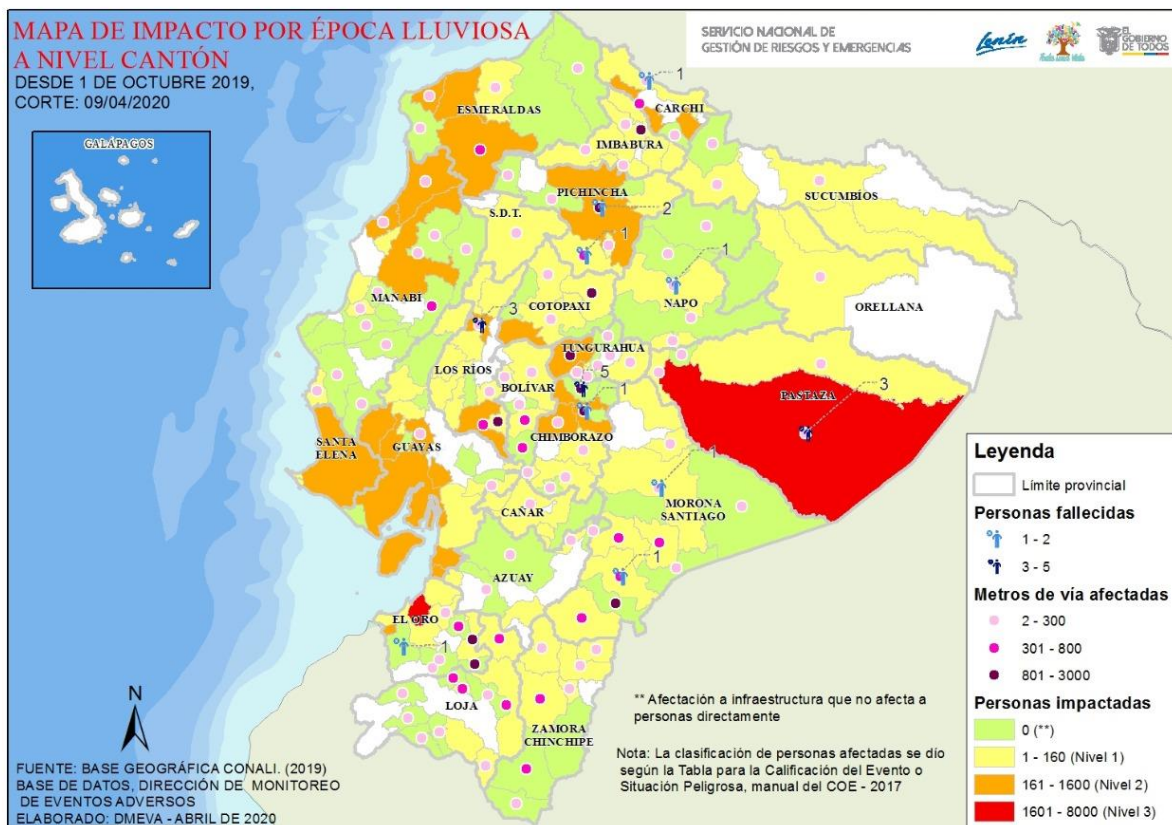 MAPA DE IMPACTO POR ÉPOCA LLUVIOSA
A NIVEL CANTÓN
DESDE 1 DE OCTUBRE 2019,
CORTE: 09/04/2020
SERVICIO NACIONAL DE
GESTIÓN DE RIESGOS Y EMERGENCIAS
Lenín
EL
GOBIERNO
DE TODOS
GALÁPAGOS
1
ESMERALDAS
CARCHI
IMBABURA
PICHINCHA
SUCUMBÍOS
2
S.D.T.
1
1
MANABÍ
COTOPAXI
NAPO
ORELLANA
3
TUNGURAHUA
LOS RÍOS
BOLÍVAR
5
1
3
PASTAZA
SANTA
ELENA
GUAYAS
CHIMBORAZO
1
CAÑAR
MORONA
SANTIAGO
AZUAY
1
EL ORO
1
LOJA
ZAMORA
CHINCHIPE
N
** Afectación a infraestructura que no afecta a
personas directamente
Nota: La clasificación de personas afectadas se dío
según la Tabla para la Calificación del Evento o
Situación Peligrosa, manual del COE - 2017
FUENTE: BASE GEOGRÁFICA CONALI. (2019)
BASE DE DATOS, DIRECCIÓN DE MONITOREO
DE EVENTOS ADVERSOS
ELABORADO: DMEVA - ABRIL DE 2020
Leyenda
Límite provincial
Personas fallecidas
1 - 2
3 - 5
Metros de vía afectadas
2 - 300
301 - 800
801 - 3000
Personas impactadas
0 (**)
1 - 160 (Nivel 1)
161 - 1600 (Nivel 2)
1601 - 8000 (Nivel 3)